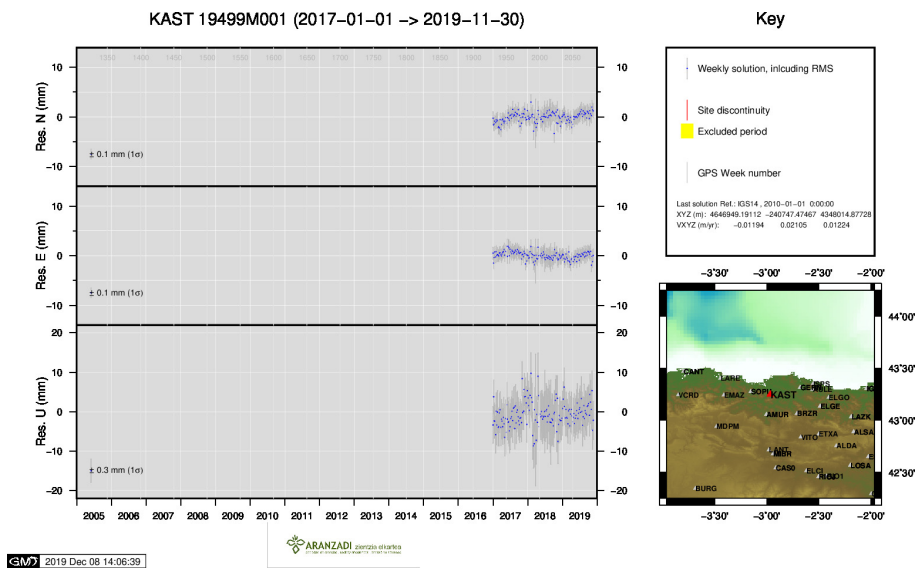 KAST 19499M001 (2017−01−01 −> 2019−11−30)
Key
1350 1400 1450 1500 1550 1600 1650 1700 1750 1800 1850 1900 1950 2000 2050
Res. N (mm)
10
0
−10
± 0.1 mm (1σ)
10
0
−10
Res. E (mm)
10
0
−10
± 0.1 mm (1σ)
10
0
−10
Res. U (mm)
20
10
0
−10
−20
± 0.3 mm (1σ)
20
10
0
−10
−20
2005 2006 2007 2008 2009 2010 2011 2012 2013 2014 2015 2016 2017 2018 2019
Weekly solution, inlcuding RMS
Site discontinuity
Excluded period
GPS Week number
Last solution Ref.: IGS14 , 2010−01−01 0:00:00
XYZ (m): 4646949.19112 −240747.47467 4348014.87728
VXYZ (m/yr): −0.01194 0.02105 0.01224
−3˚30' −3˚00' −2˚30' −2˚00'
44˚00'
43˚30'
43˚00'
42˚30'
CANT
LARE
VCRD
EMAZ
SOPU
KAST
ELGO
ELGE
AMUR
BRZR
LAZK
MDPM
VITO
ETXA
ALSA
ALDA
LANT
CAS0
ELCI
LOSA
BURG
−3˚30' −3˚00' −2˚30' −2˚00'
ARANZADI zientzia elkartea
GMT 2019 Dec 08 14:06:39